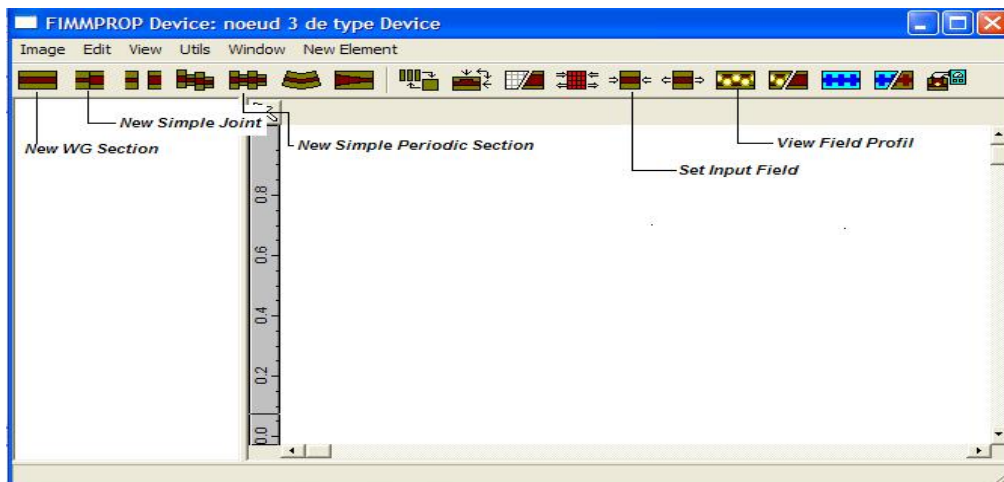 FIMMPROP Device: noeud 3 de type Device
Image Edit View Utils Window New Element
New Simple Joint
New WG Section
New Simple Periodic Section
View Field Profil
Set Input Field
0.8
0.6
0.4
0.2
0.0